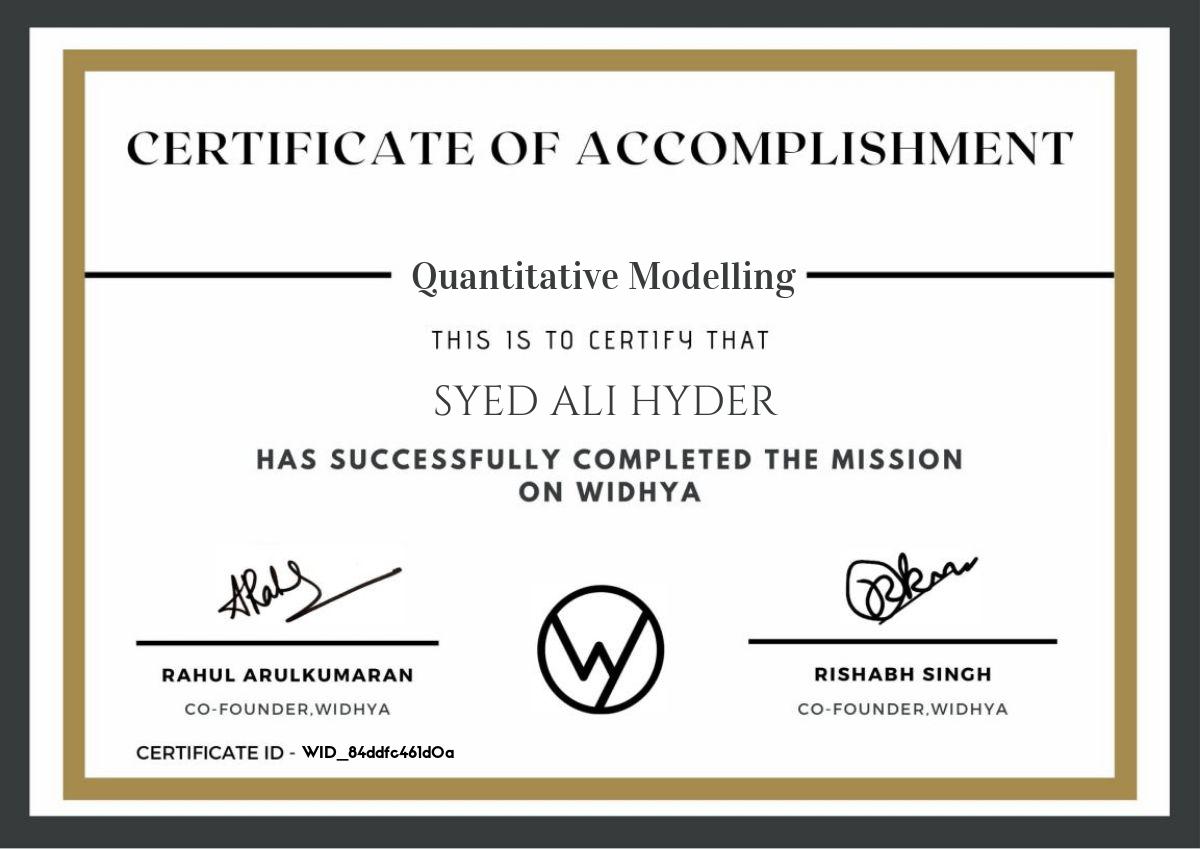 CERTIFICATE OF ACCOMPLISHMENT
Quantitative Modelling
THIS IS TO CERTIFY THAT
SYED ALI HYDER
HAS SUCCESSFULLY COMPLETED THE MISSION
ON WIDHYA
RAHUL ARULKUMARAN
CO-FOUNDER,WIDHYA
RISHABH SINGH
CO-FOUNDER,WIDHYA
CERTIFICATE ID - WID_84ddfc461d0a